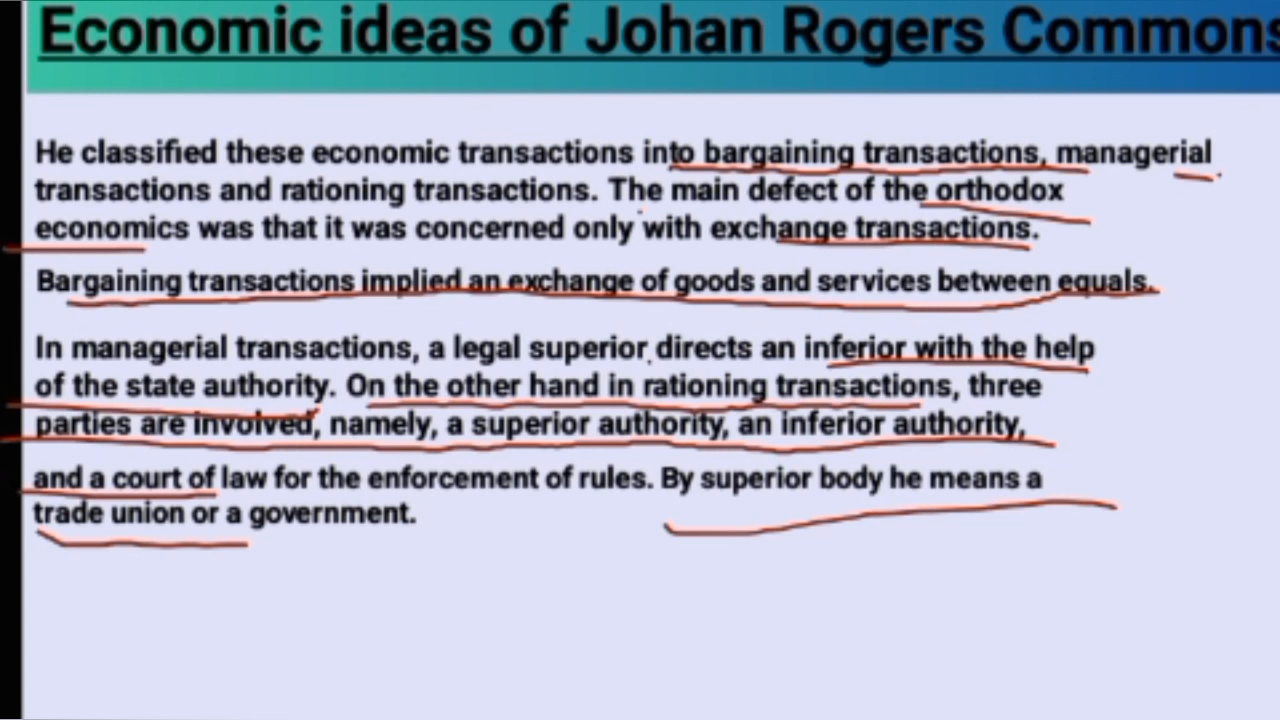 Economic ideas of Johan Rogers Commons
He classified these economic transactions into bargaining transactions, managerial
transactions and rationing transactions. The main defect of the orthodox
economics was that it was concerned only with exchange transactions.
Bargaining transactions implied an exchange of goods and services between equals.
In managerial transactions, a legal superior directs an inferior with the help
of the state authority. On the other hand in rationing transactions, three
parties are involved, namely, a superior authority, an inferior authority,
and a court of law for the enforcement of rules. By superior body he means a
trade union or a government.